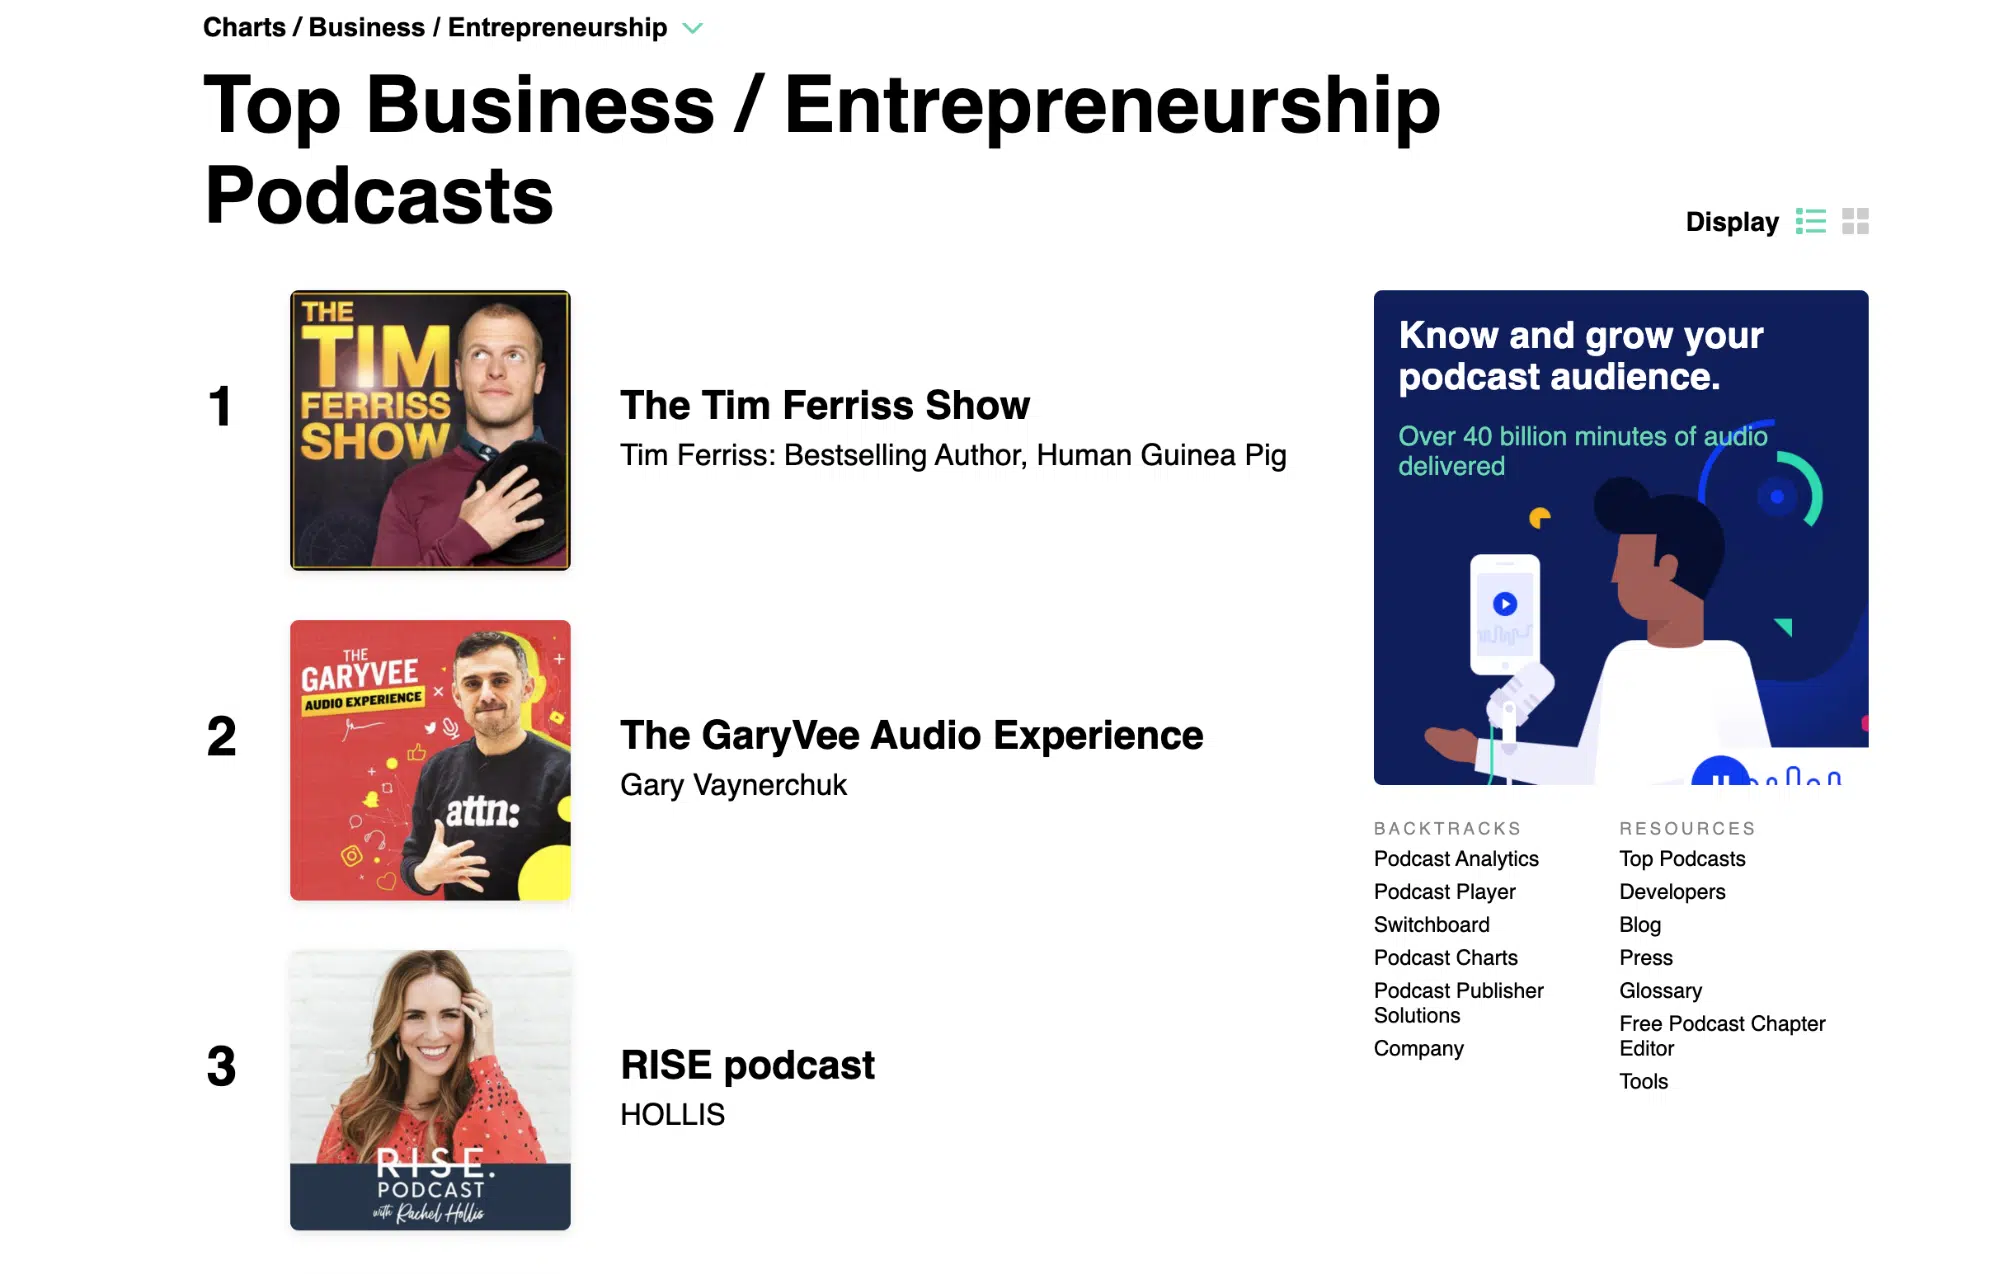 Charts / Business / Entrepreneurship
Top Business / Entrepreneurship
Podcasts
Display
1
THE
TIM
FERRISS
SHOW
The Tim Ferriss Show
Tim Ferriss: Bestselling Author, Human Guinea Pig
2
THE
GARYVEE
AUDIO EXPERIENCE
attn:
The GaryVee Audio Experience
Gary Vaynerchuk
3
RISE.
PODCAST
with Rachel Hollis
RISE podcast
HOLLIS
Know and grow your
podcast audience.
Over 40 billion minutes of audio
delivered
BACKTRACKS
Podcast Analytics
Podcast Player
Switchboard
Podcast Charts
Podcast Publisher
Solutions
Company
RESOURCES
Top Podcasts
Developers
Blog
Press
Glossary
Free Podcast Chapter
Editor
Tools